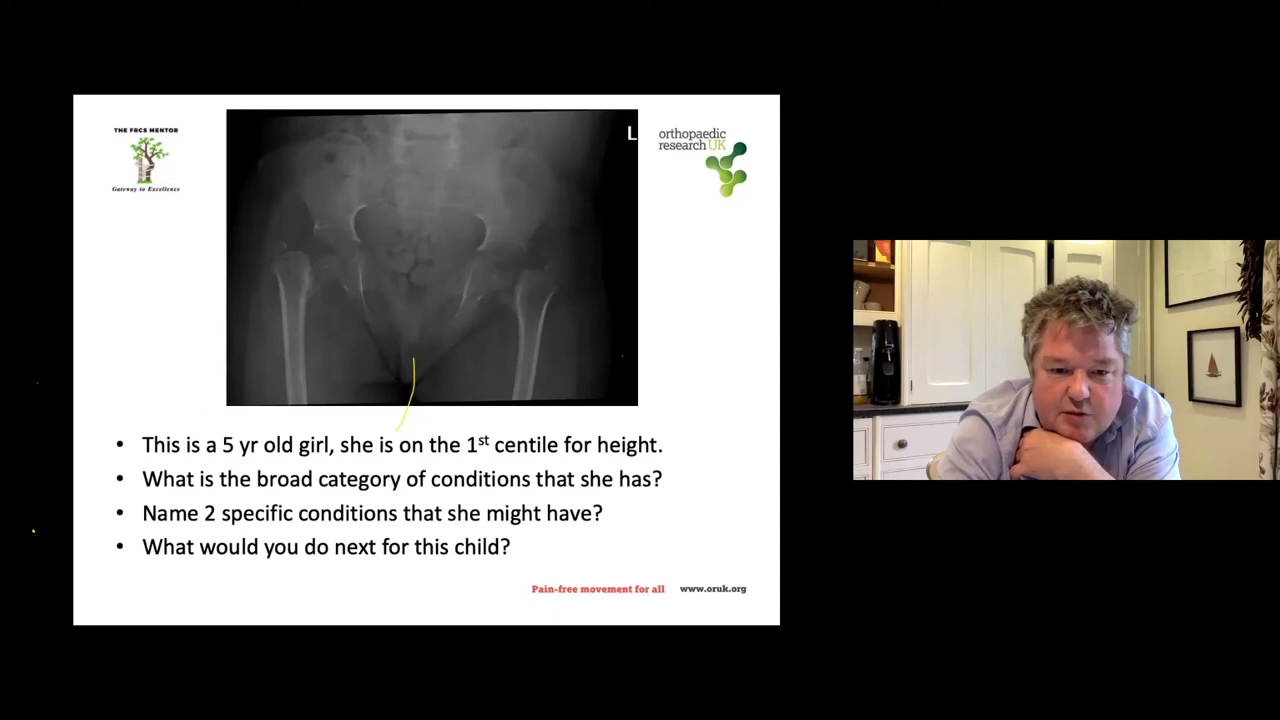 THE FRCS MENTOR
Gateway to Excellence
L
orthopaedic
research UK
• This is a 5 yr old girl, she is on the 1st centile for height.
• What is the broad category of conditions that she has?
• Name 2 specific conditions that she might have?
• What would you do next for this child?
Pain-free movement for all www.oruk.org